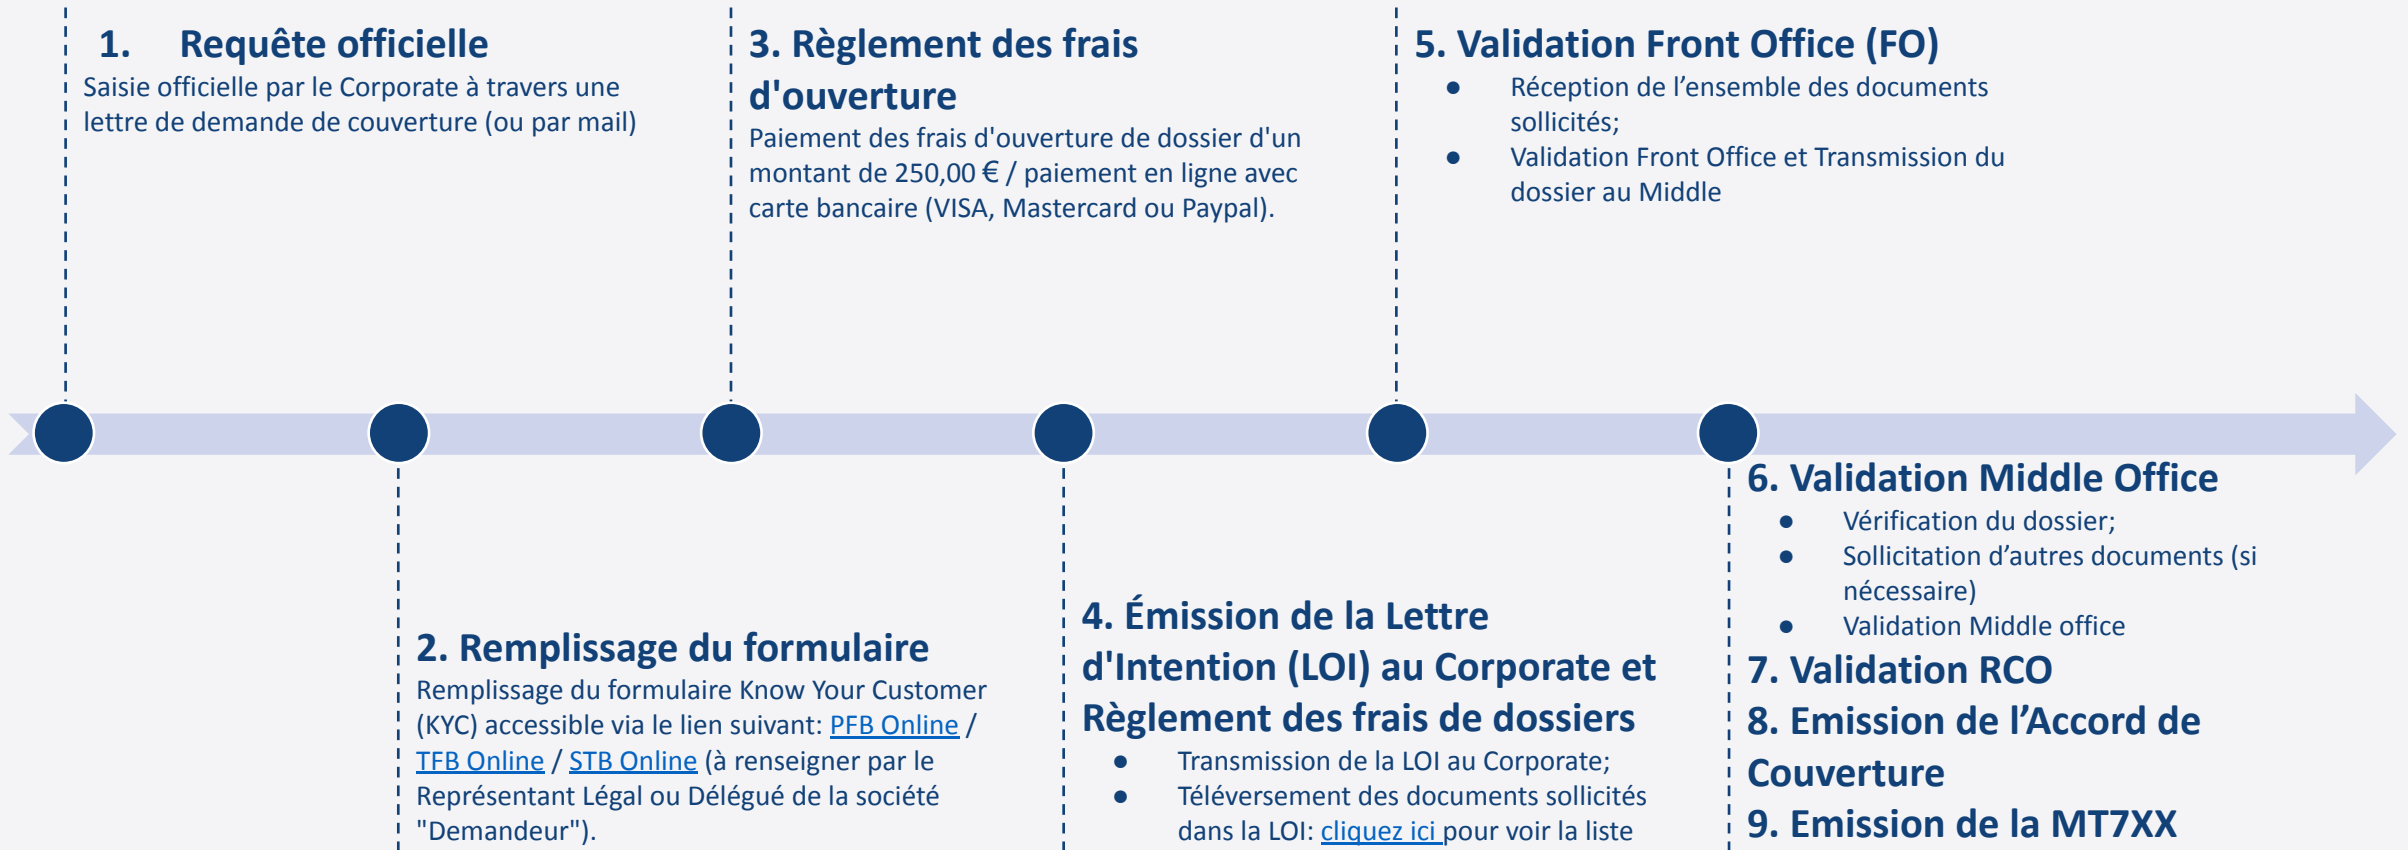 1. Requête officielle
Saisie officielle par le Corporate à travers une
lettre de demande de couverture (ou par mail)
2. Remplissage du formulaire
Remplissage du formulaire Know Your Customer
(KYC) accessible via le lien suivant: PFB Online /
TFB Online / STB Online (à renseigner par le
Représentant Légal ou Délégué de la société
"Demandeur").
3. Règlement des frais
d'ouverture
Paiement des frais d'ouverture de dossier d'un
montant de 250,00 € / paiement en ligne avec
carte bancaire (VISA, Mastercard ou Paypal).
4. Émission de la Lettre
d'Intention (LOI) au Corporate et
Règlement des frais de dossiers
● Transmission de la LOI au Corporate;
● Téléversement des documents sollicités
dans la LOI: cliquez ici pour voir la liste
5. Validation Front Office (FO)
● Réception de l’ensemble des documents
sollicités;
● Validation Front Office et Transmission du
dossier au Middle
6. Validation Middle Office
● Vérification du dossier;
● Sollicitation d’autres documents (si
nécessaire)
● Validation Middle office
7. Validation RCO
8. Emission de l’Accord de
Couverture
9. Emission de la MT7XX